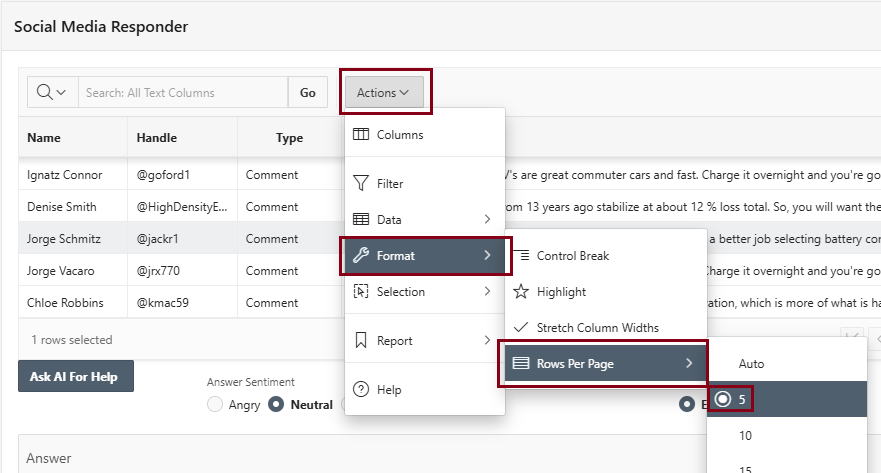 Social Media Responder
Search: All Text Columns
Go
Actions
Name Handle Type
Columns
Ignatz Connor @goford1 Comment V's are great commuter cars and fast. Charge it overnight and you're go
Filter
Denise Smith @HighDensityE... Comment om 13 years ago stabilize at about 12 % loss total. So, you will want the
Data
Jorge Schmitz @jackr1 Comment a better job selecting battery con
Format
Control Break
Jorge Vacaro @jrx770 Comment Charge it overnight and you're go
Selection
Highlight
Chloe Robbins @kmac59 Comment ration, which is more of what is ha
Stretch Column Widths
1 rows selected
Report
Rows Per Page
Auto
Ask AI For Help
Answer Sentiment
Help
5
Angry Neutral
E
10
Answer
15